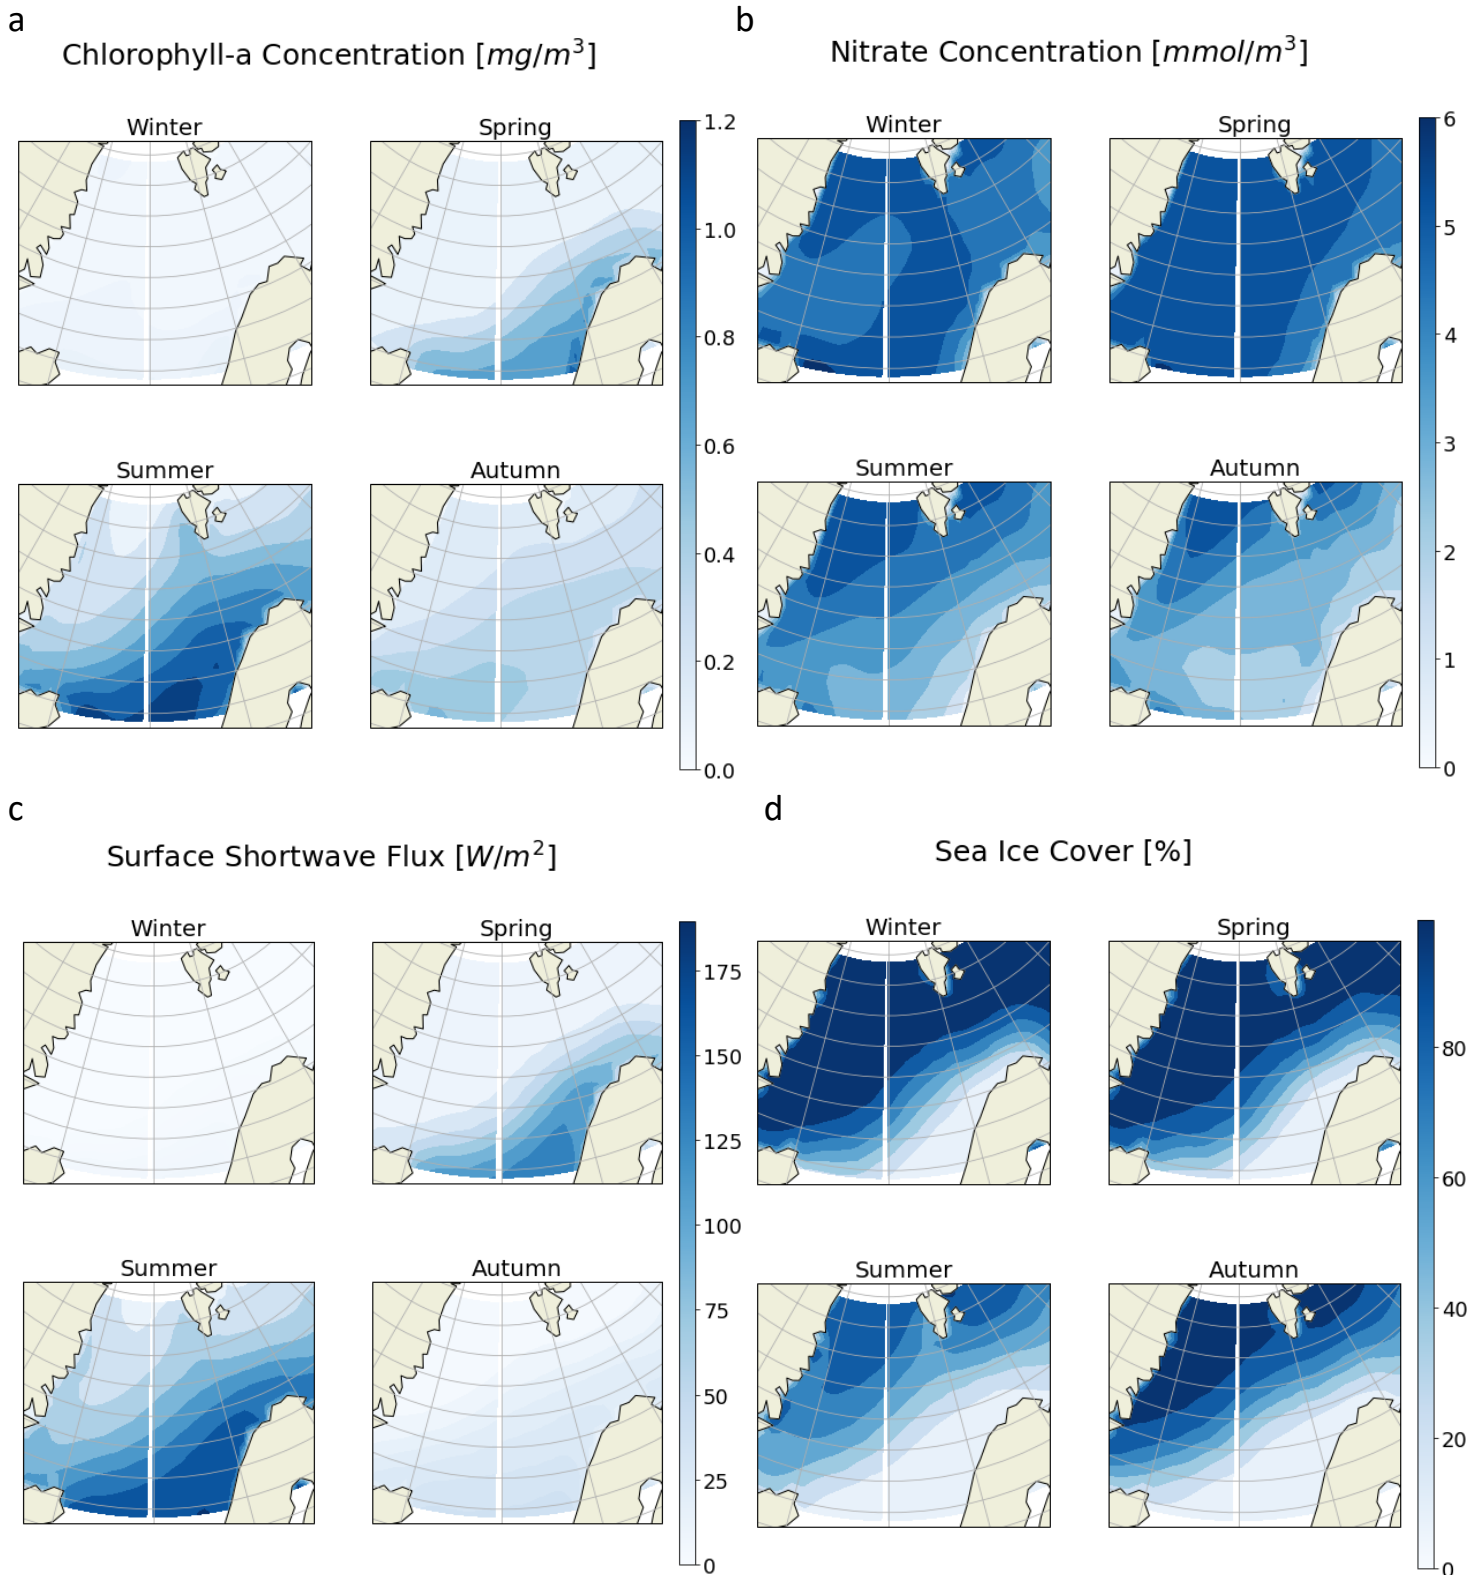 a
Chlorophyll-a Concentration [mg/m³]
Winter
Spring
1.2
1.0
0.8
0.6
0.4
0.2
0.0
Summer
Autumn
b
Nitrate Concentration [mmol/m³]
Winter
Spring
6
5
4
3
2
1
0
Summer
Autumn
c
Surface Shortwave Flux [W/m²]
Winter
Spring
175
150
125
100
75
50
25
0
Summer
Autumn
d
Sea Ice Cover [%]
Winter
Spring
80
60
40
20
0
Summer
Autumn